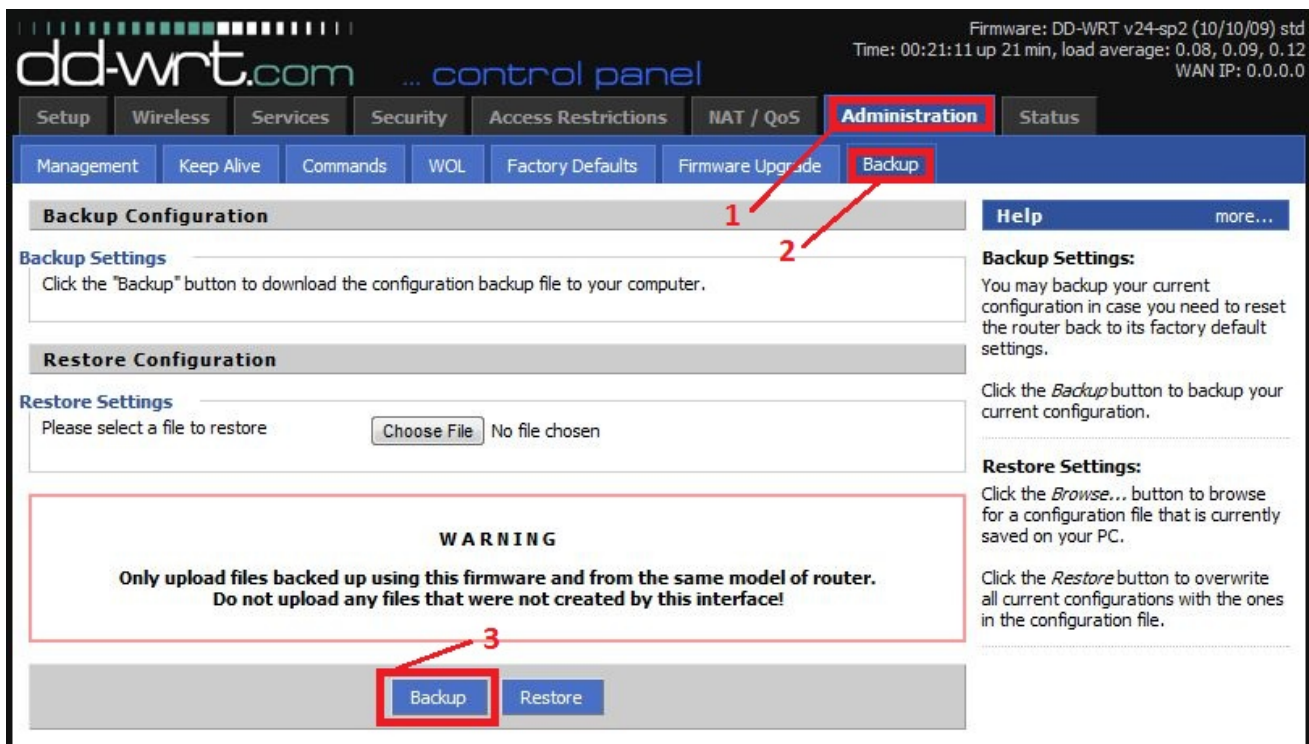 dd-wrt.com ... control panel
Firmware: DD-WRT v24-sp2 (10/10/09) std
Time: 00:21:11 up 21 min, load average: 0.08, 0.09, 0.12
WAN IP: 0.0.0.0
Setup Wireless Services Security Access Restrictions NAT / QoS Administration Status
Management Keep Alive Commands WOL Factory Defaults Firmware Upgrade Backup
1
2
Backup Configuration
Backup Settings
Click the "Backup" button to download the configuration backup file to your computer.
Restore Configuration
Restore Settings
Please select a file to restore Choose File No file chosen
WARNING
Only upload files backed up using this firmware and from the same model of router.
Do not upload any files that were not created by this interface!
3
Backup Restore
Help more...
Backup Settings:
You may backup your current
configuration in case you need to reset
the router back to its factory default
settings.
Click the Backup button to backup your
current configuration.
Restore Settings:
Click the Browse... button to browse
for a configuration file that is currently
saved on your PC.
Click the Restore button to overwrite
all current configurations with the ones
in the configuration file.